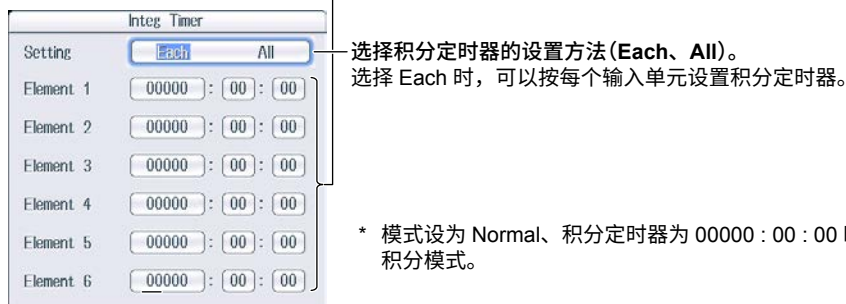 Integ Timer
Setting Each All
选择积分定时器的设置方法(Each、All)。
选择 Each 时，可以按每个输入单元设置积分定时器。
Element 1 00000 : 00 : 00
Element 2 00000 : 00 : 00
Element 3 00000 : 00 : 00
Element 4 00000 : 00 : 00
Element 5 00000 : 00 : 00
Element 6 00000 : 00 : 00
* 模式设为 Normal、积分定时器为 00000 : 00 : 00
积分模式。